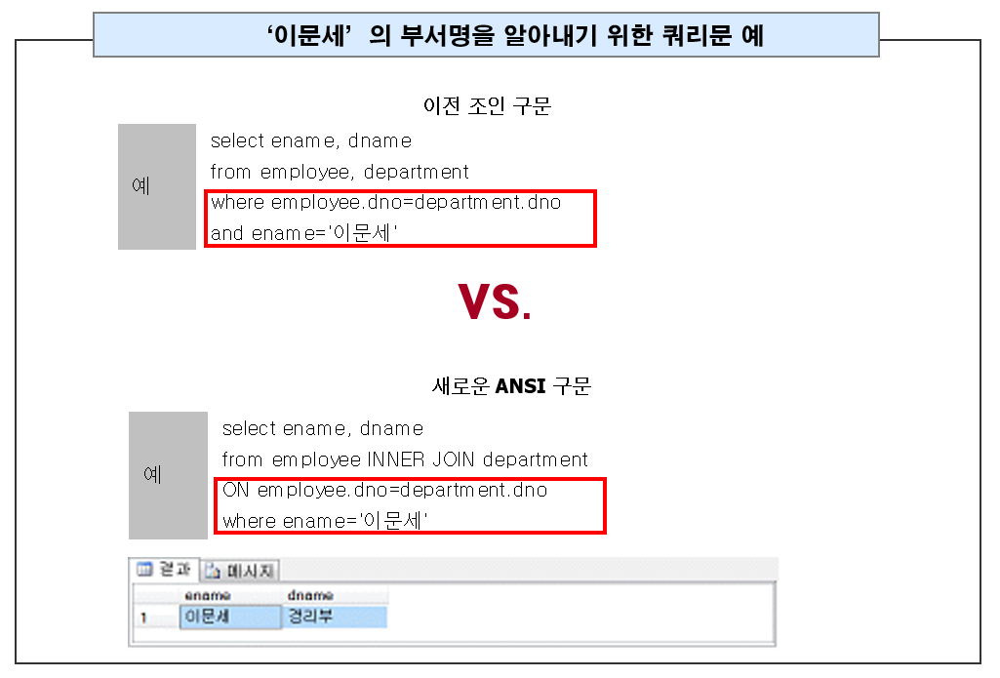 ‘이문세’ 의 부서명을 알아내기 위한 쿼리문 예
이전 조인 구문
예
select ename, dname
from employee, department
where employee.dno=department.dno
and ename='이문세'
VS.
새로운 ANSI 구문
예
select ename, dname
from employee INNER JOIN department
ON employee.dno=department.dno
where ename='이문세'
결과 메시지
ename dname
1 이문세 경리부